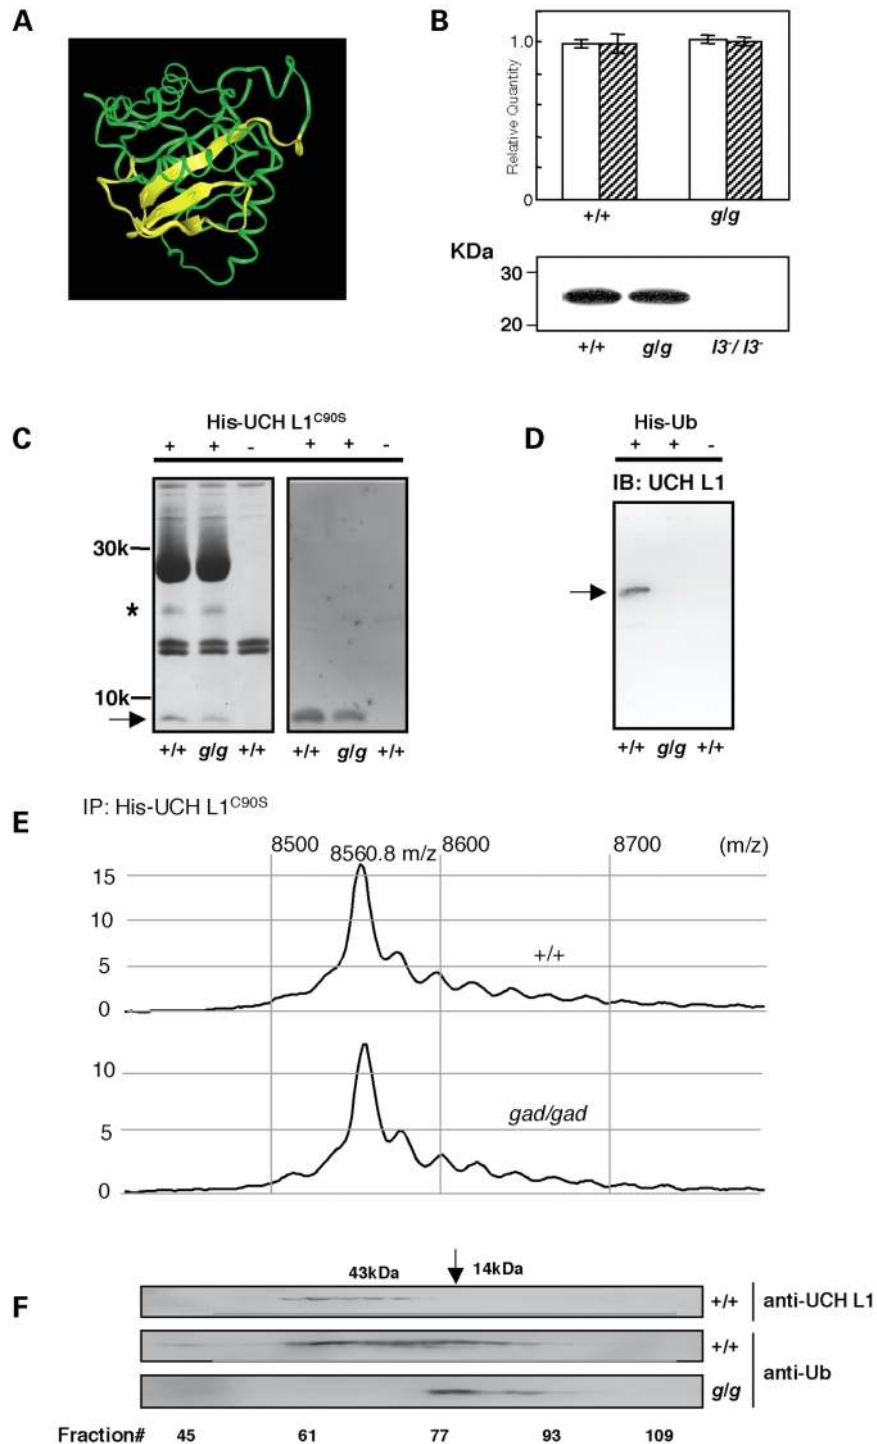 A
B
Relative Quantity
1.0
0
+/+ g/g
KDa
30
20
+/+ g/g l3-/ l3-
C
His-UCH L1C90S
+ + - + + -
30k
*
10k
+/+ g/g +/+ +/+ g/g +/+
D
His-Ub
+ + -
IB: UCH L1
+/+ g/g +/+
E
IP: His-UCH L1C90S
8500 8560.8 m/z 8600 8700 (m/z)
15
10
5
0
+/+
10
5
0
gad/gad
F
43kDa 14kDa
+/+ anti-UCH L1
+/+
anti-Ub
g/g
Fraction# 45 61 77 93 109